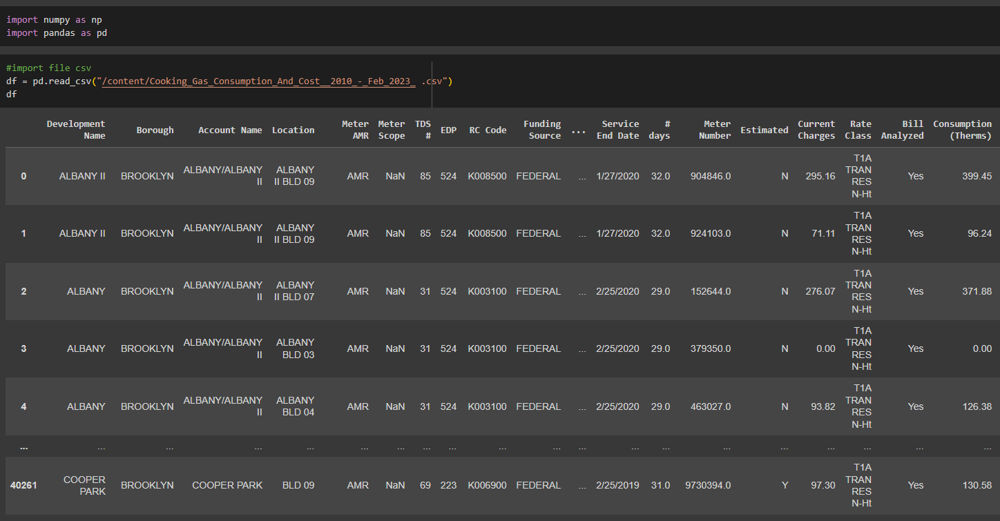 import numpy as np
import pandas as pd
#import file csv
df = pd.read_csv("/content/Cooking_Gas_Consumption_And_Cost__2010_-_Feb_2023_ .csv")
df
Development Name Borough Account Name Location Meter AMR Meter Scope TDS # EDP RC Code Funding Source ... Service End Date # days Meter Number Estimated Current Charges Rate Class Bill Analyzed Consumption (Therms)
0 ALBANY II BROOKLYN ALBANY/ALBANY II ALBANY II BLD 09 AMR NaN 85 524 K008500 FEDERAL ... 1/27/2020 32.0 904846.0 N 295.16 T1A TRAN RES N-Ht Yes 399.45
1 ALBANY II BROOKLYN ALBANY/ALBANY II ALBANY II BLD 09 AMR NaN 85 524 K008500 FEDERAL ... 1/27/2020 32.0 924103.0 N 71.11 T1A TRAN RES N-Ht Yes 96.24
2 ALBANY BROOKLYN ALBANY/ALBANY II ALBANY II BLD 07 AMR NaN 31 524 K003100 FEDERAL ... 2/25/2020 29.0 152644.0 N 276.07 T1A TRAN RES N-Ht Yes 371.88
3 ALBANY BROOKLYN ALBANY/ALBANY II ALBANY BLD 03 AMR NaN 31 524 K003100 FEDERAL ... 2/25/2020 29.0 379350.0 N 0.00 T1A TRAN RES N-Ht Yes 0.00
4 ALBANY BROOKLYN ALBANY/ALBANY II ALBANY BLD 04 AMR NaN 31 524 K003100 FEDERAL ... 2/25/2020 29.0 463027.0 N 93.82 T1A TRAN RES N-Ht Yes 126.38
... ... ... ... ... ... ... ... ... ... ... ... ... ... ... ... ... ... ... ...
40261 COOPER PARK BROOKLYN COOPER PARK BLD 09 AMR NaN 69 223 K006900 FEDERAL ... 2/25/2019 31.0 9730394.0 Y 97.30 T1A TRAN RES N-Ht Yes 130.58